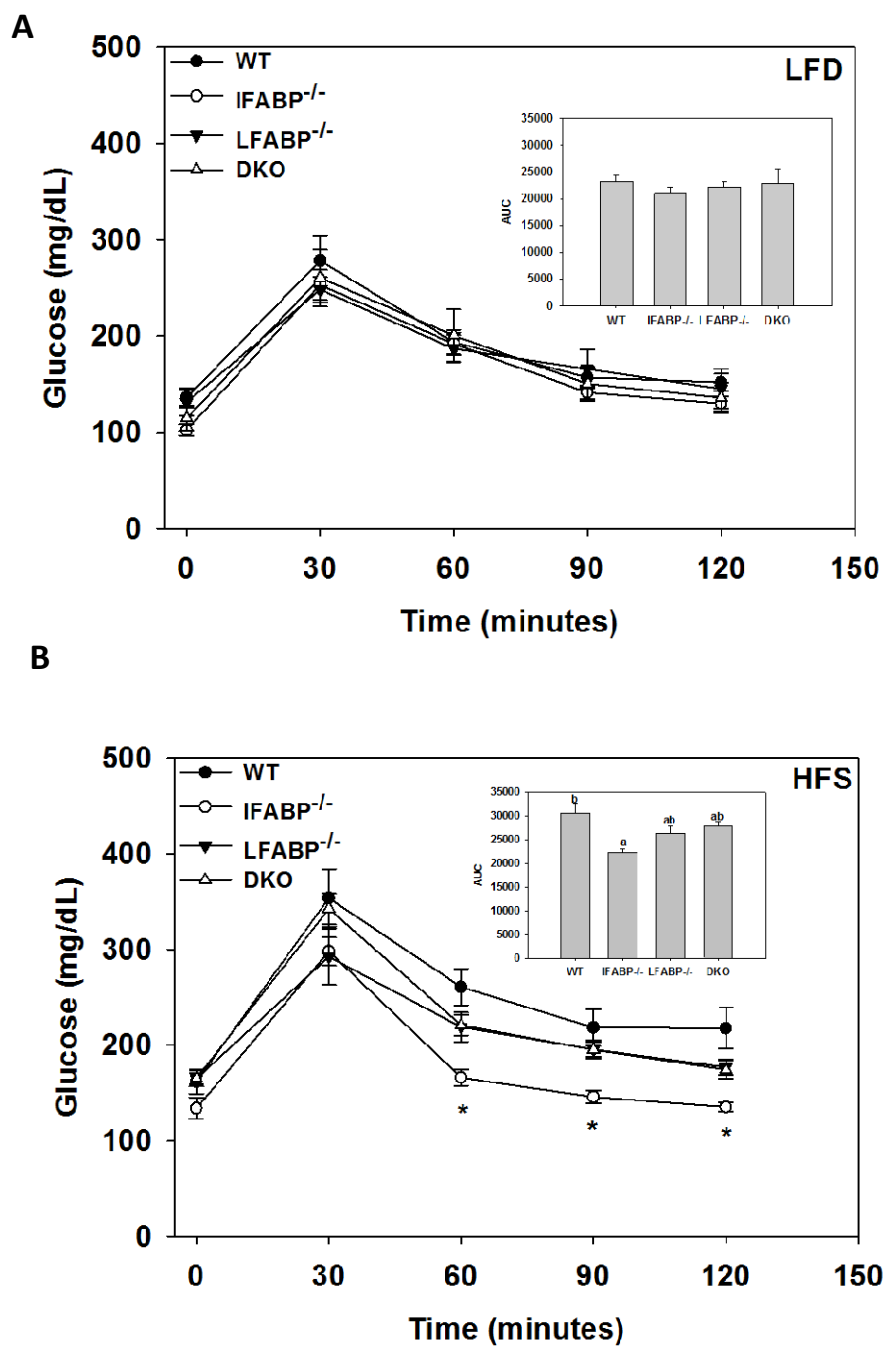 A
500
400
300
200
100
0
Glucose (mg/dL)
WT
IFABP-/-
LFABP-/-
DKO
LFD
35000
30000
25000
20000
15000
10000
5000
0
AUC
WT IFABP-/- LFABP-/- DKO
0 30 60 90 120 150
Time (minutes)
B
500
400
300
200
100
0
Glucose (mg/dL)
WT
IFABP-/-
LFABP-/-
DKO
HFS
35000
30000
25000
20000
15000
10000
5000
0
AUC
b a ab ab
WT IFABP-/- LFABP-/- DKO
* * *
0 30 60 90 120 150
Time (minutes)